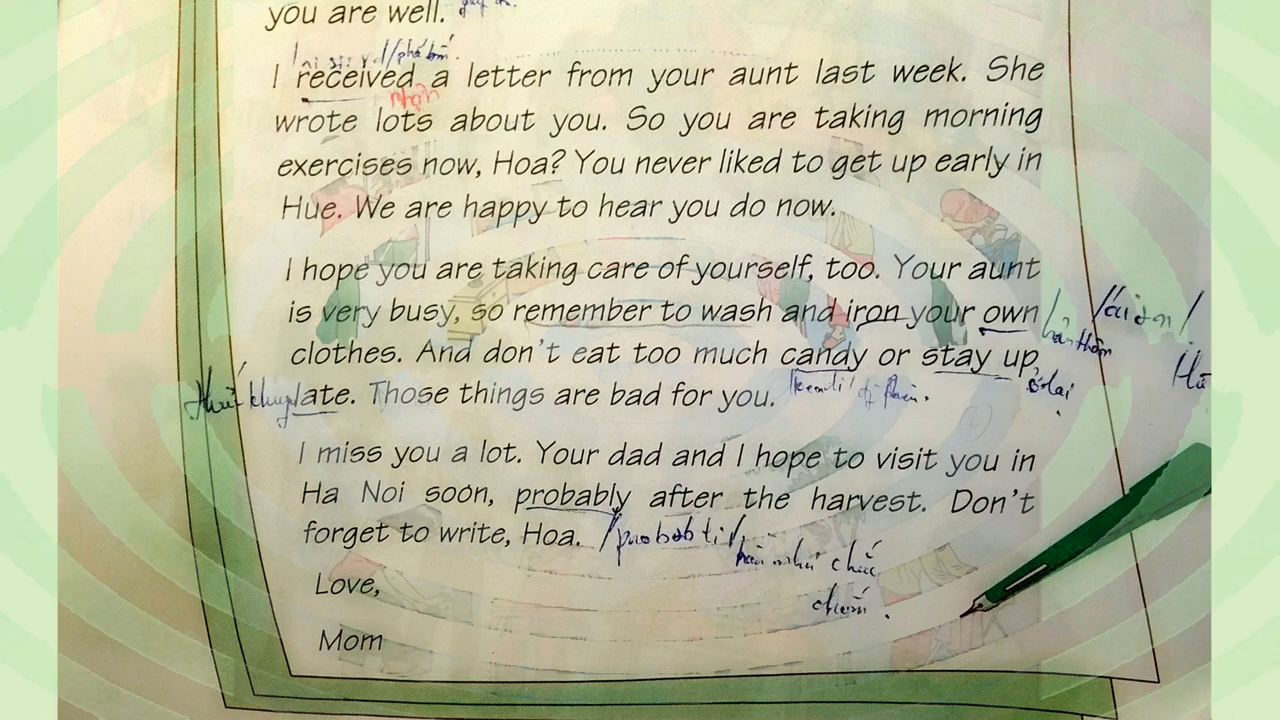 you are well.
I received a letter from your aunt last week. She
nhận
wrote lots about you. So you are taking morning
exercises now, Hoa? You never liked to get up early in
Hue. We are happy to hear you do now.
I hope you are taking care of yourself, too. Your aunt
is very busy, so remember to wash and iron your own
clothes. And don't eat too much candy or stay up
late. Those things are bad for you.
I miss you a lot. Your dad and I hope to visit you in
Ha Noi soon, probably after the harvest. Don't
forget to write, Hoa.
Love,
Mom